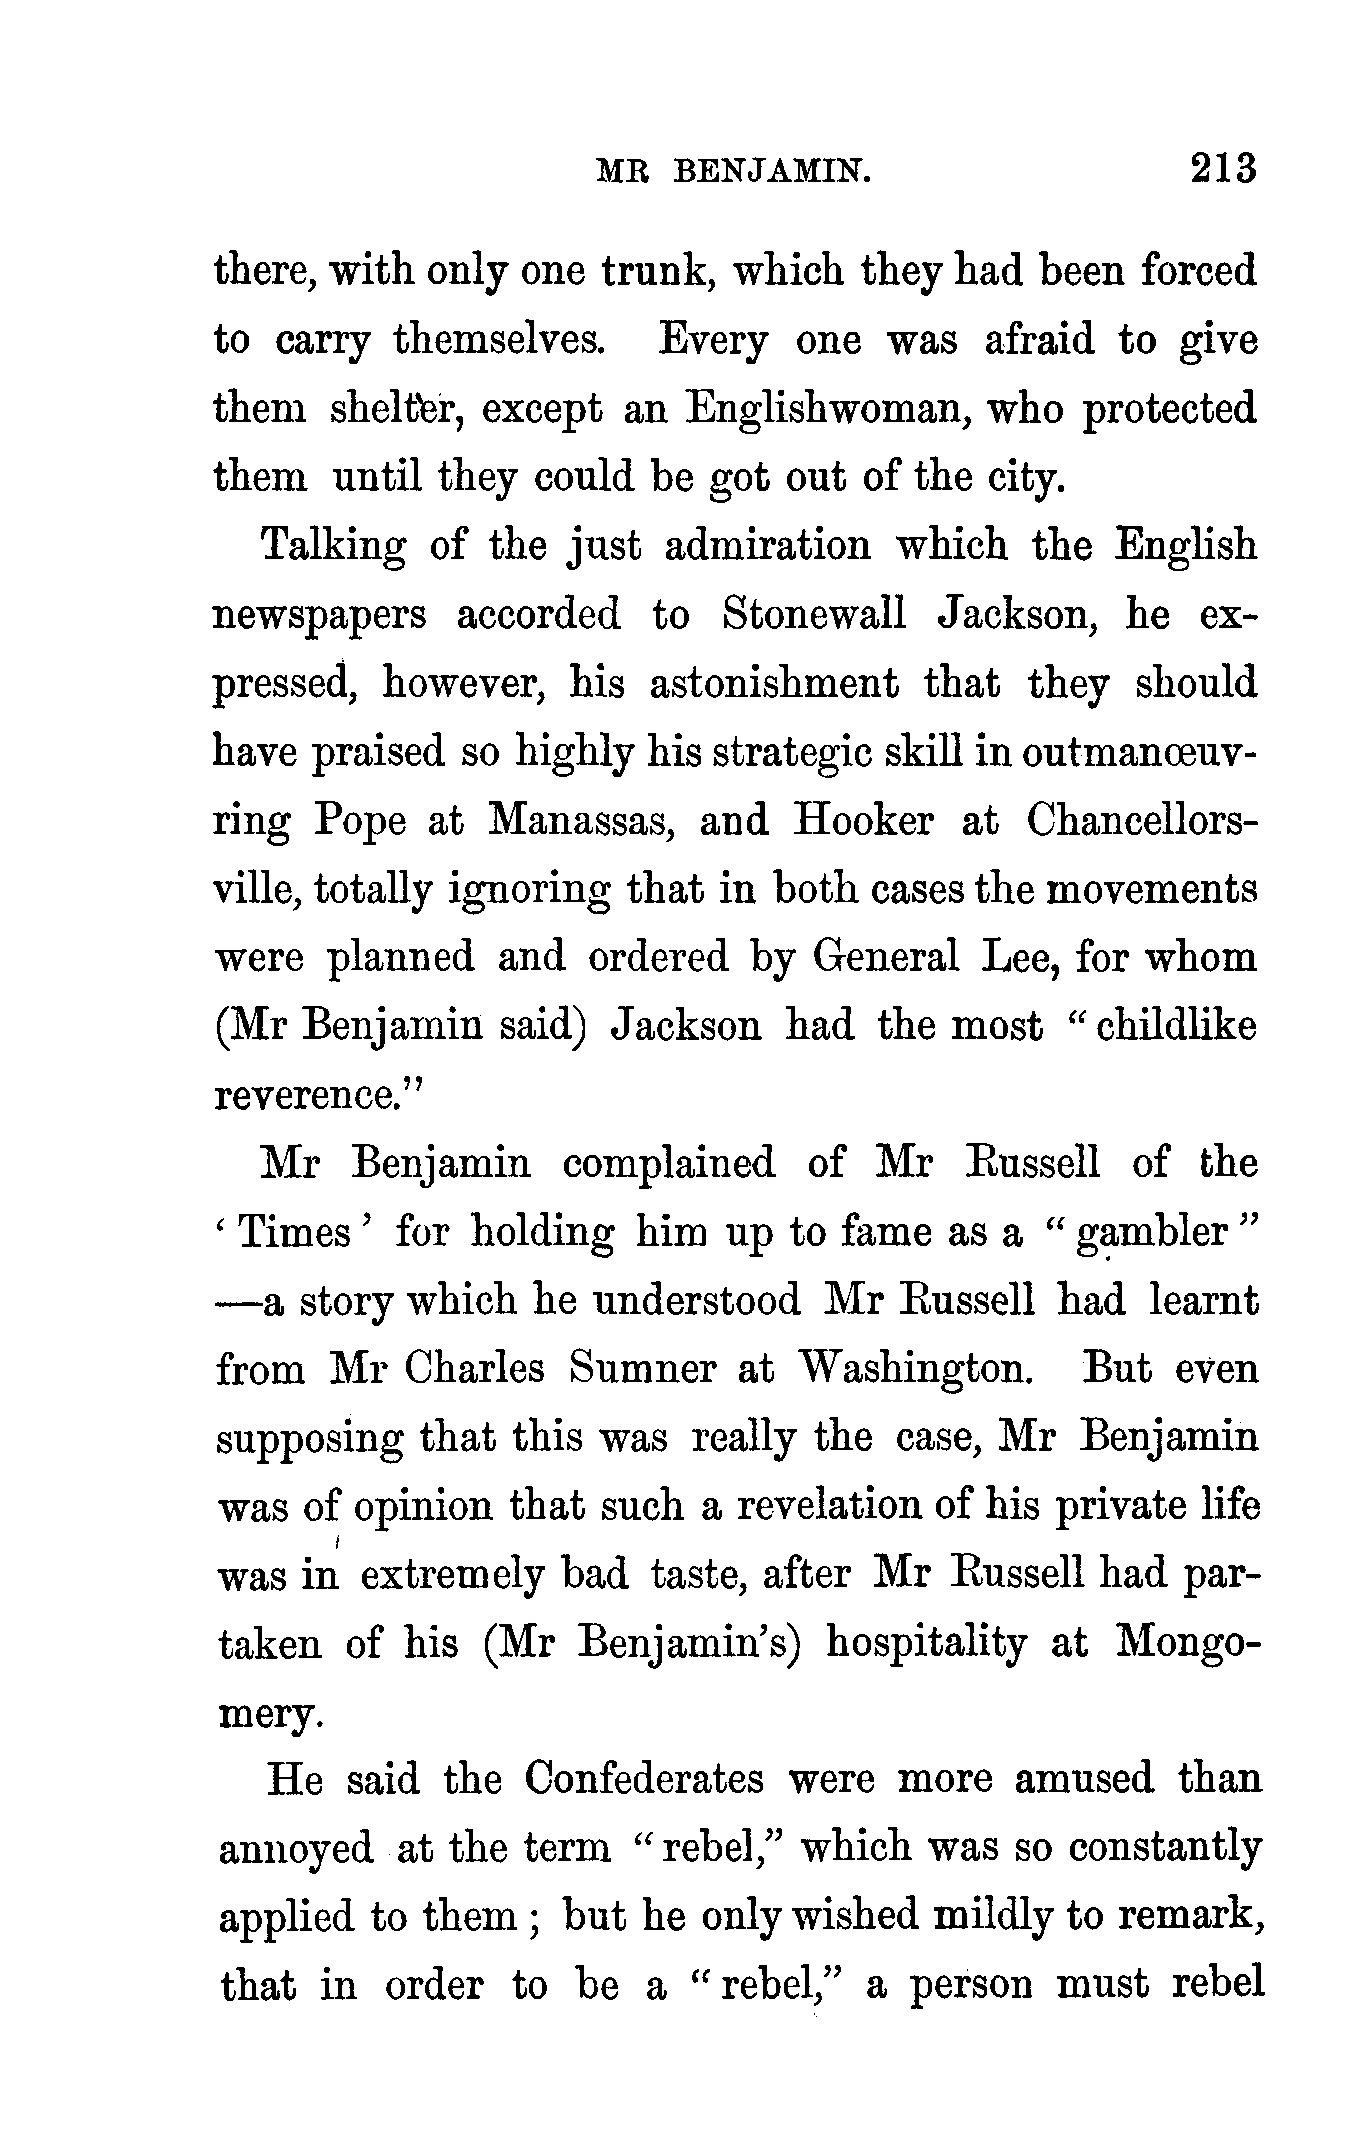 MR BENJAMIN. 213
there, with only one trunk, which they had been forced
to carry themselves. Every one was afraid to give
them shelter, except an Englishwoman, who protected
them until they could be got out of the city.
Talking of the just admiration which the English
newspapers accorded to Stonewall Jackson, he ex-
pressed, however, his astonishment that they should
have praised so highly his strategic skill in outmanœuv-
ring Pope at Manassas, and Hooker at Chancellors-
ville, totally ignoring that in both cases the movements
were planned and ordered by General Lee, for whom
(Mr Benjamin said) Jackson had the most “ childlike
reverence.”
Mr Benjamin complained of Mr Russell of the
‘ Times ’ for holding him up to fame as a “ gambler ”
—a story which he understood Mr Russell had learnt
from Mr Charles Sumner at Washington. But even
supposing that this was really the case, Mr Benjamin
was of opinion that such a revelation of his private life
was in extremely bad taste, after Mr Russell had par-
taken of his (Mr Benjamin’s) hospitality at Mongo-
mery.
He said the Confederates were more amused than
annoyed at the term “ rebel,” which was so constantly
applied to them ; but he only wished mildly to remark,
that in order to be a “ rebel,” a person must rebel